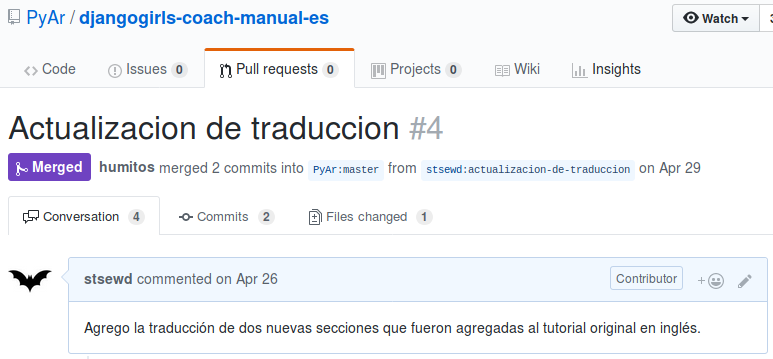 PyAr / djangogirls-coach-manual-es
Watch
Code Issues 0 Pull requests 0 Projects 0 Wiki Insights
Actualizacion de traduccion #4
Merged humitos merged 2 commits into PyAr:master from stsewd:actualizacion-de-traduccion on Apr 29
Conversation 4 Commits 2 Files changed 1
stsewd commented on Apr 26 Contributor
Agrego la traducción de dos nuevas secciones que fueron agregadas al tutorial original en inglés.